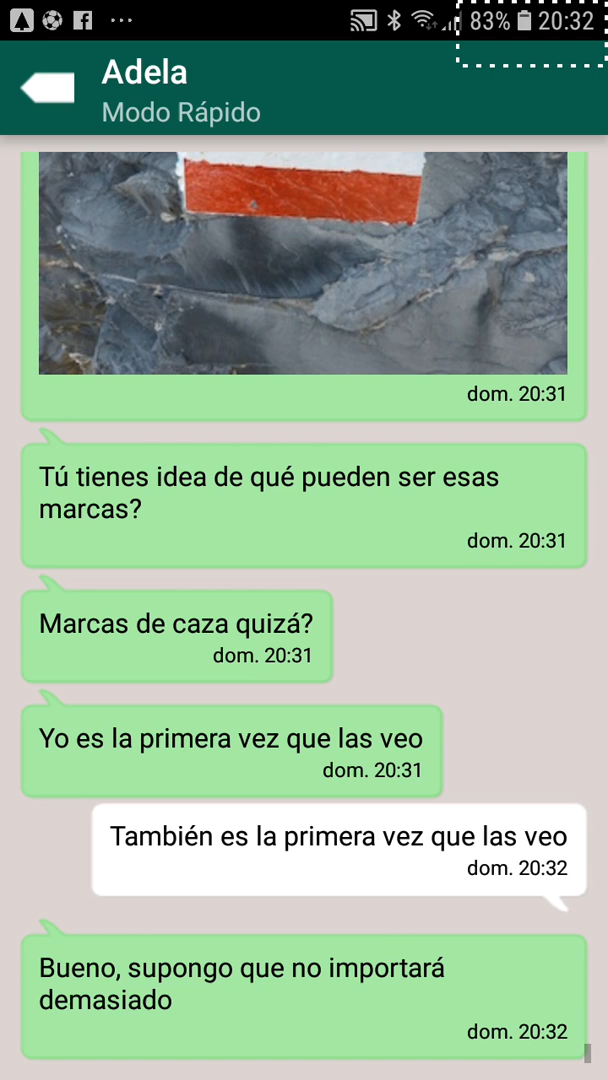 83% 20:32
Adela
Modo Rápido
dom. 20:31
Tú tienes idea de qué pueden ser esas
marcas?
dom. 20:31
Marcas de caza quizá?
dom. 20:31
Yo es la primera vez que las veo
dom. 20:31
También es la primera vez que las veo
dom. 20:32
Bueno, supongo que no importará
demasiado
dom. 20:32